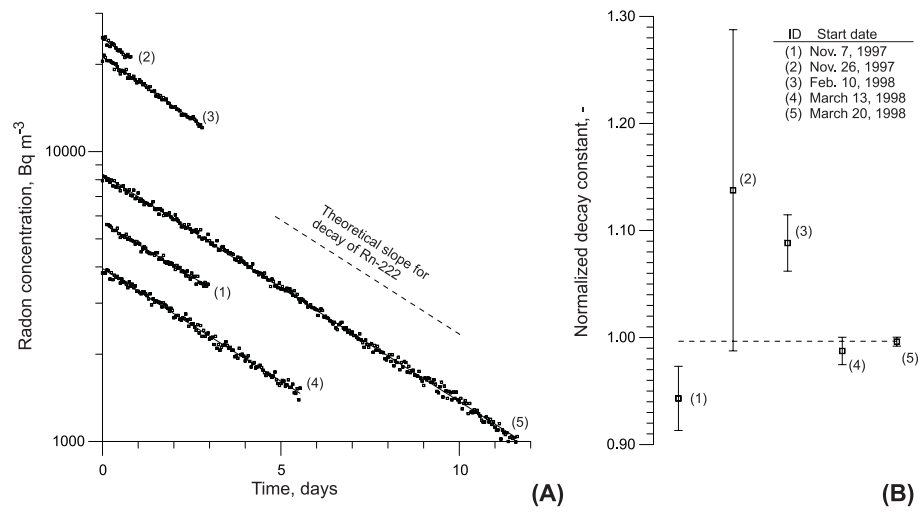 10000
1000
Radon concentration, Bq m⁻³
(2)
(3)
(1)
(4)
(5)
Theoretical slope for
decay of Rn-222
0
5
10
Time, days
(A)
1.30
1.20
1.10
1.00
0.90
Normalized decay constant, -
ID Start date
(1) Nov. 7, 1997
(2) Nov. 26, 1997
(3) Feb. 10, 1998
(4) March 13, 1998
(5) March 20, 1998
(2)
(3)
(4)
(5)
(1)
(B)